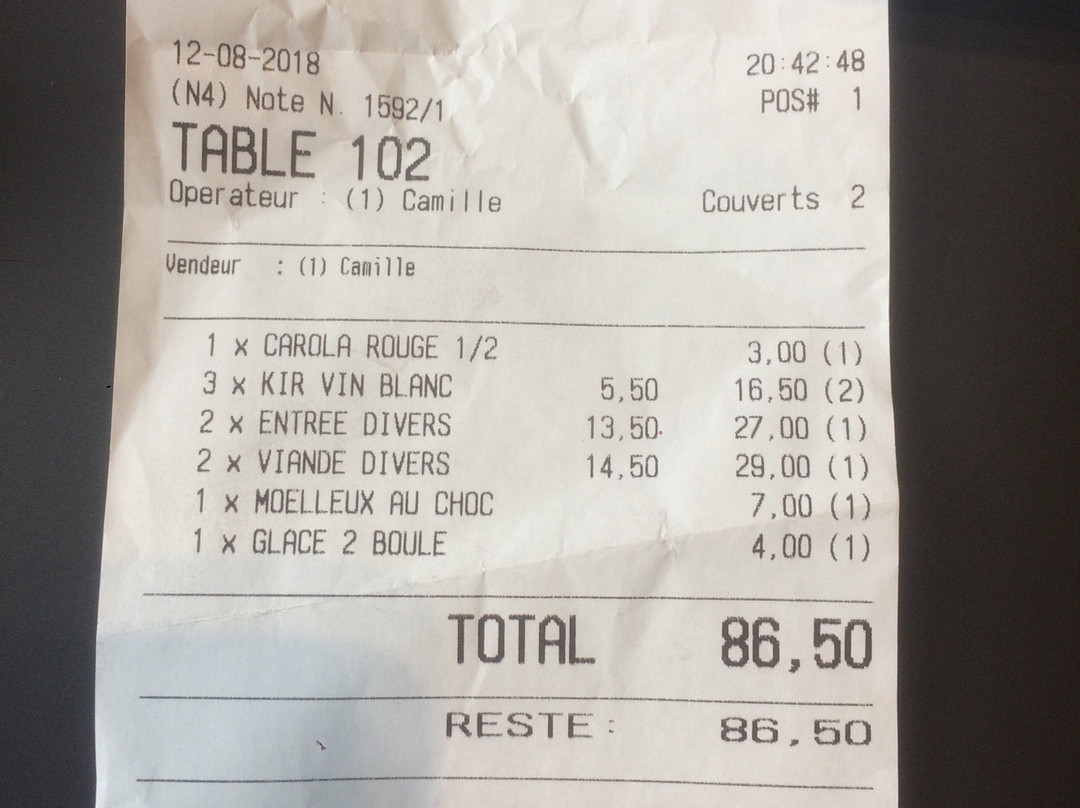 12-08-2018 20:42:48
(N4) Note N. 1592/1 POS# 1
TABLE 102
Operateur : (1) Camille Couverts 2
Vendeur : (1) Camille
1 x CAROLA ROUGE 1/2 3,00 (1)
3 x KIR VIN BLANC 5,50 16,50 (2)
2 x ENTREE DIVERS 13,50 27,00 (1)
2 x VIANDE DIVERS 14,50 29,00 (1)
1 x MOELLEUX AU CHOC 7,00 (1)
1 x GLACE 2 BOULE 4,00 (1)
TOTAL 86,50
RESTE: 86,50